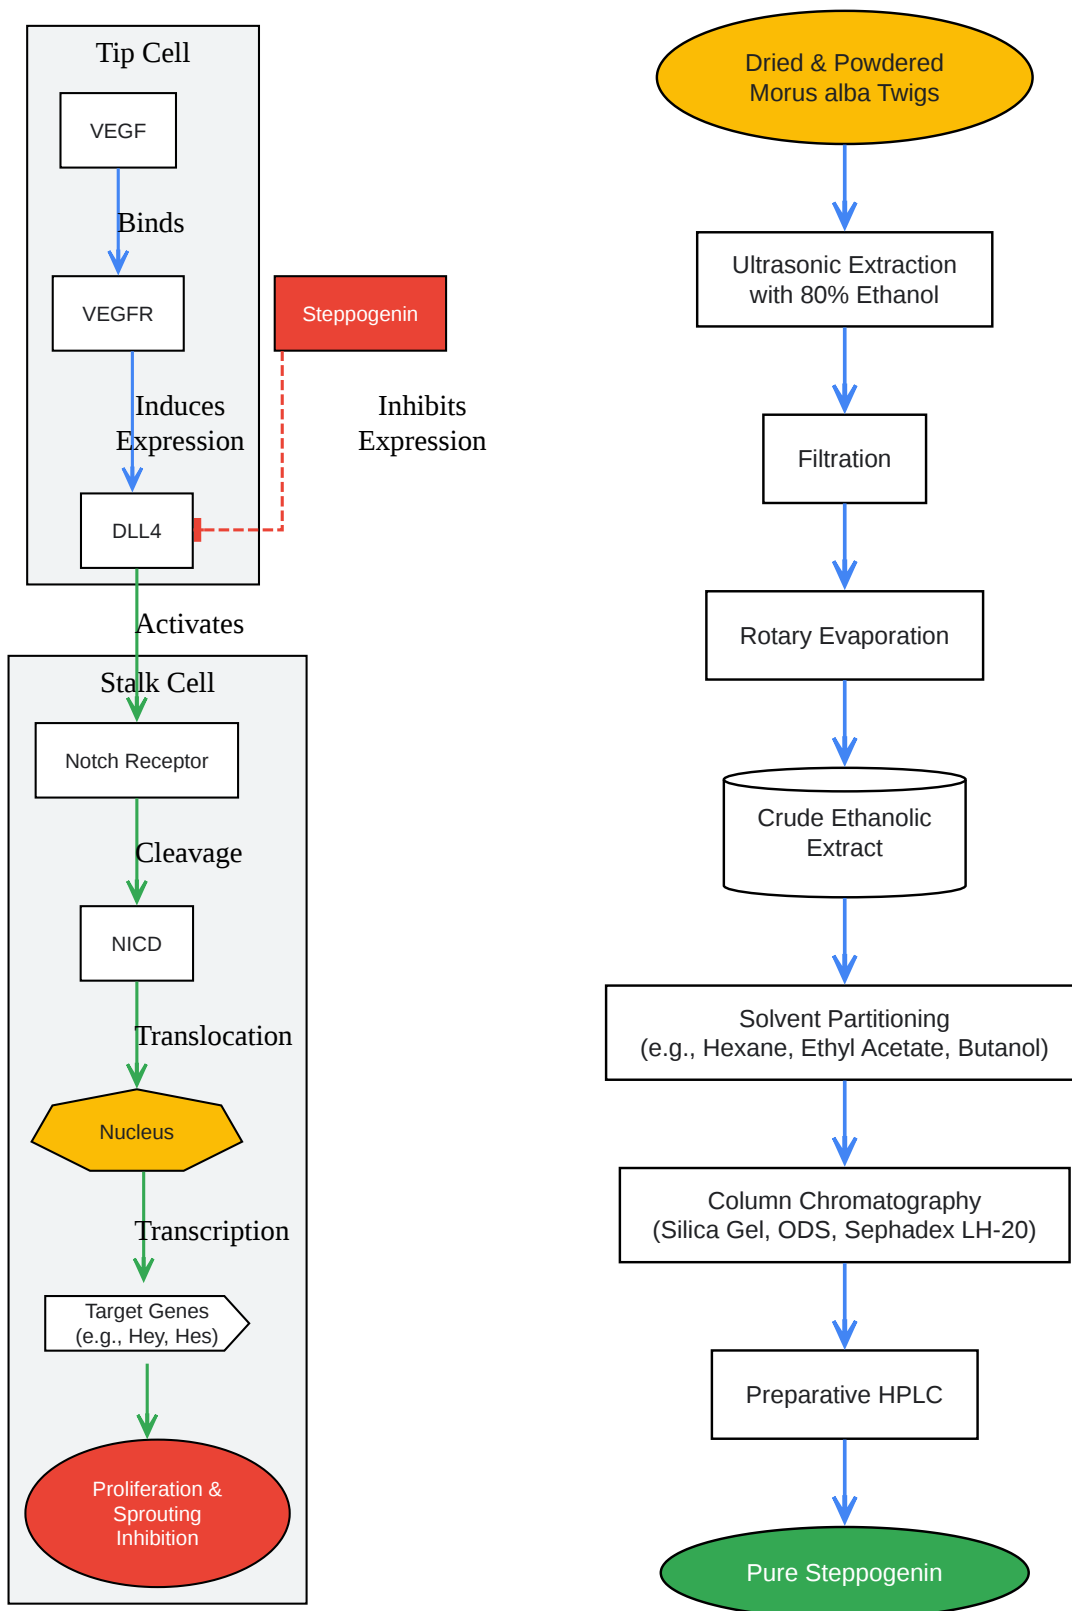 Tip Cell
VEGF
Binds
VEGFR
Steppogenin
Induces
Expression
Inhibits
Expression
DLL4
Activates
Stalk Cell
Notch Receptor
Cleavage
NICD
Translocation
Nucleus
Transcription
Target Genes
(e.g., Hey, Hes)
Proliferation &
Sprouting
Inhibition
Dried & Powdered
Morus alba Twigs
Ultrasonic Extraction
with 80% Ethanol
Filtration
Rotary Evaporation
Crude Ethanolic
Extract
Solvent Partitioning
(e.g., Hexane, Ethyl Acetate, Butanol)
Column Chromatography
(Silica Gel, ODS, Sephadex LH-20)
Preparative HPLC
Pure Steppogenin